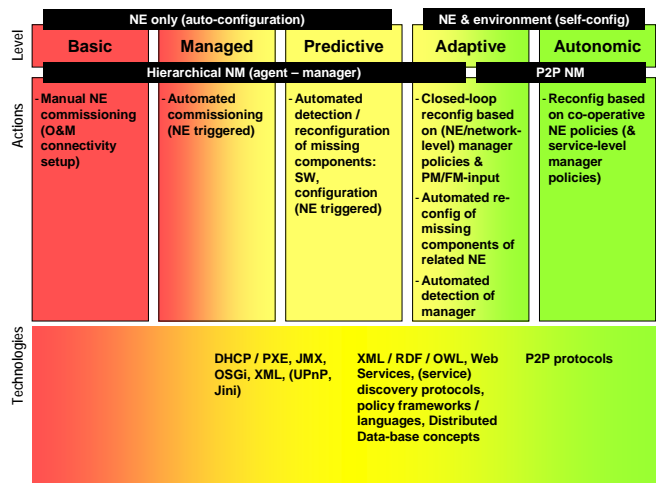 NE only (auto-configuration)
NE & environment (self-config)
Level
Basic
Managed
Predictive
Adaptive
Autonomic
Hierarchical NM (agent – manager)
P2P NM
Actions
- Manual NE
commissioning
(O&M
connectivity
setup)
- Automated
commissioning
(NE triggered)
- Automated
detection /
reconfiguration
of missing
components:
SW,
configuration
(NE triggered)
- Closed-loop
reconfig based
on (NE/network-
level) manager
policies &
PM/FM-input
- Automated re-
config of
missing
components of
related NE
- Automated
detection of
manager
- Reconfig based
on co-operative
NE policies (&
service-level
manager
policies)
Technologies
DHCP / PXE, JMX,
OSGi, XML, (UPnP,
Jini)
XML / RDF / OWL, Web
Services, (service)
discovery protocols,
policy frameworks /
languages, Distributed
Data-base concepts
P2P protocols